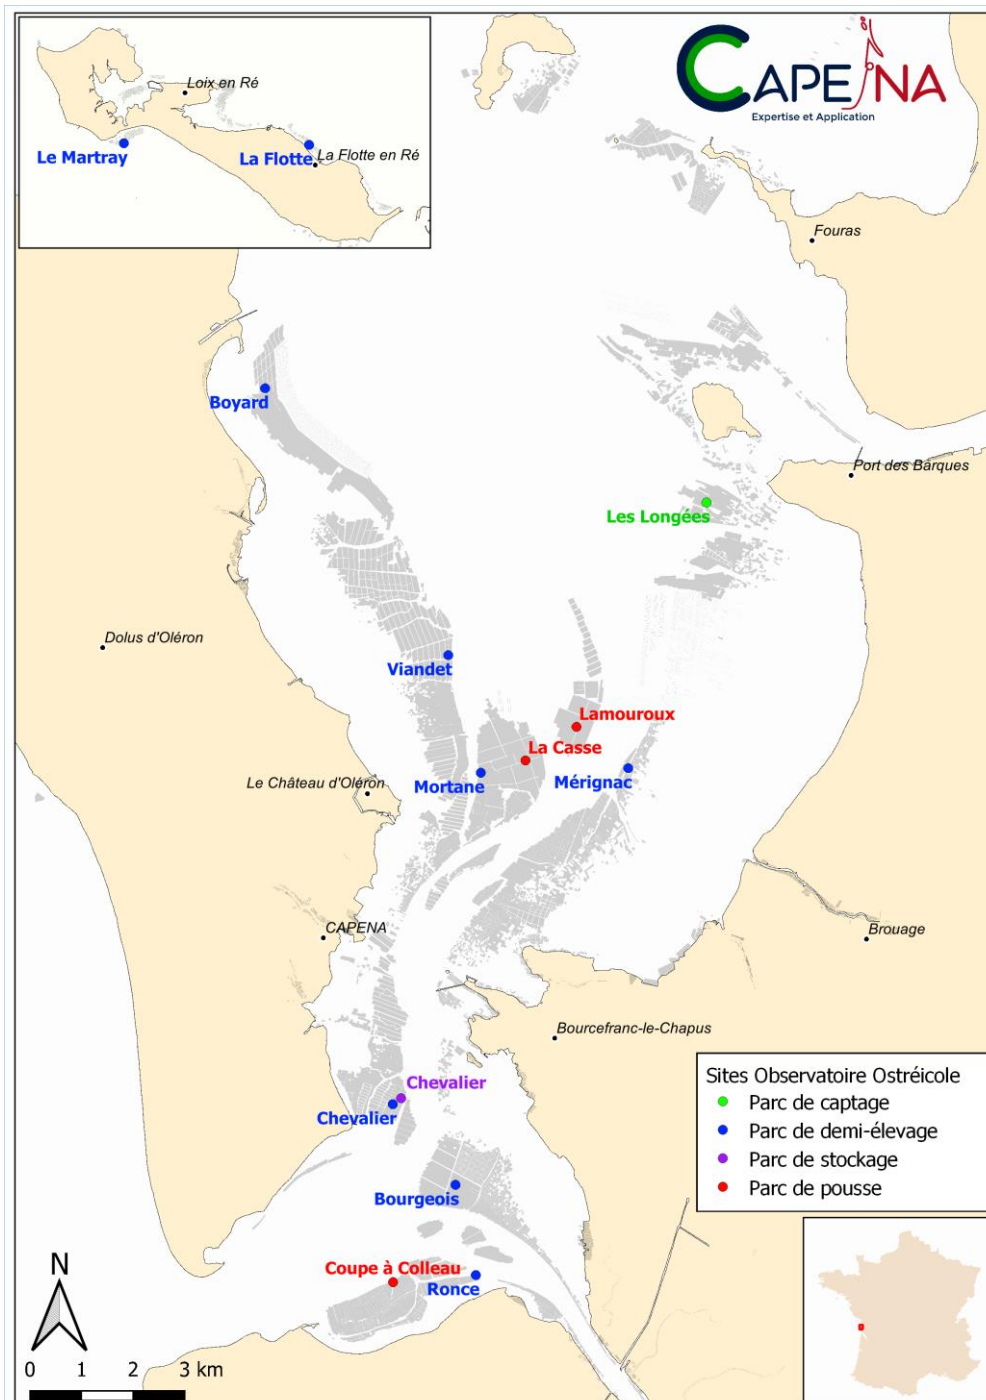 Loix en Ré
Le Martray
La Flotte
La Flotte en Ré
CAPENA
Expertise et Application
Fouras
Boyard
Port des Barques
Les Longées
Dolus d'Oléron
Viandet
Lamouroux
La Casse
Le Château d'Oléron
Mortane
Mérignac
CAPENA
Brouage
Bourcefranc-le-Chapus
Chevalier
Chevalier
Bourgeois
Coupe à Colleau
Ronce
Sites Observatoire Ostréicole
Parc de captage
Parc de demi-élevage
Parc de stockage
Parc de pousse
N
0 1 2 3 km